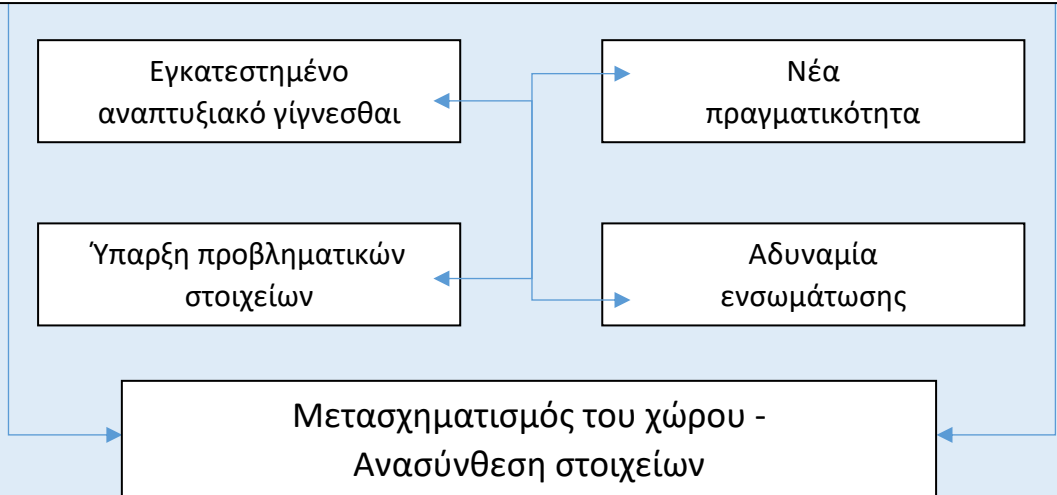 Εγκατεστημένο
αναπτυξιακό γίγνεσθαι
Νέα
πραγματικότητα
Ύπαρξη προβληματικών
στοιχείων
Αδυναμία
ενσωμάτωσης
Μετασχηματισμός του χώρου -
Ανασύνθεση στοιχείων